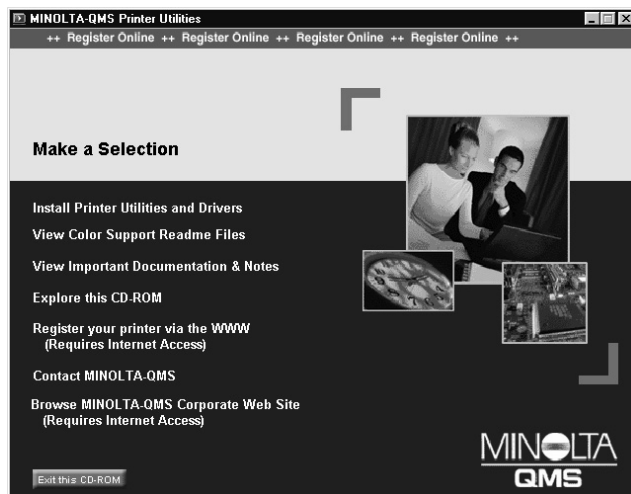 MINOLTA-QMS Printer Utilities
++ Register Online ++ Register Online ++ Register Online ++ Register Online ++
Make a Selection
Install Printer Utilities and Drivers
View Color Support Readme Files
View Important Documentation & Notes
Explore this CD-ROM
Register your printer via the WWW
(Requires Internet Access)
Contact MINOLTA-QMS
Browse MINOLTA-QMS Corporate Web Site
(Requires Internet Access)
Exit this CD-ROM
MINOLTA
QMS